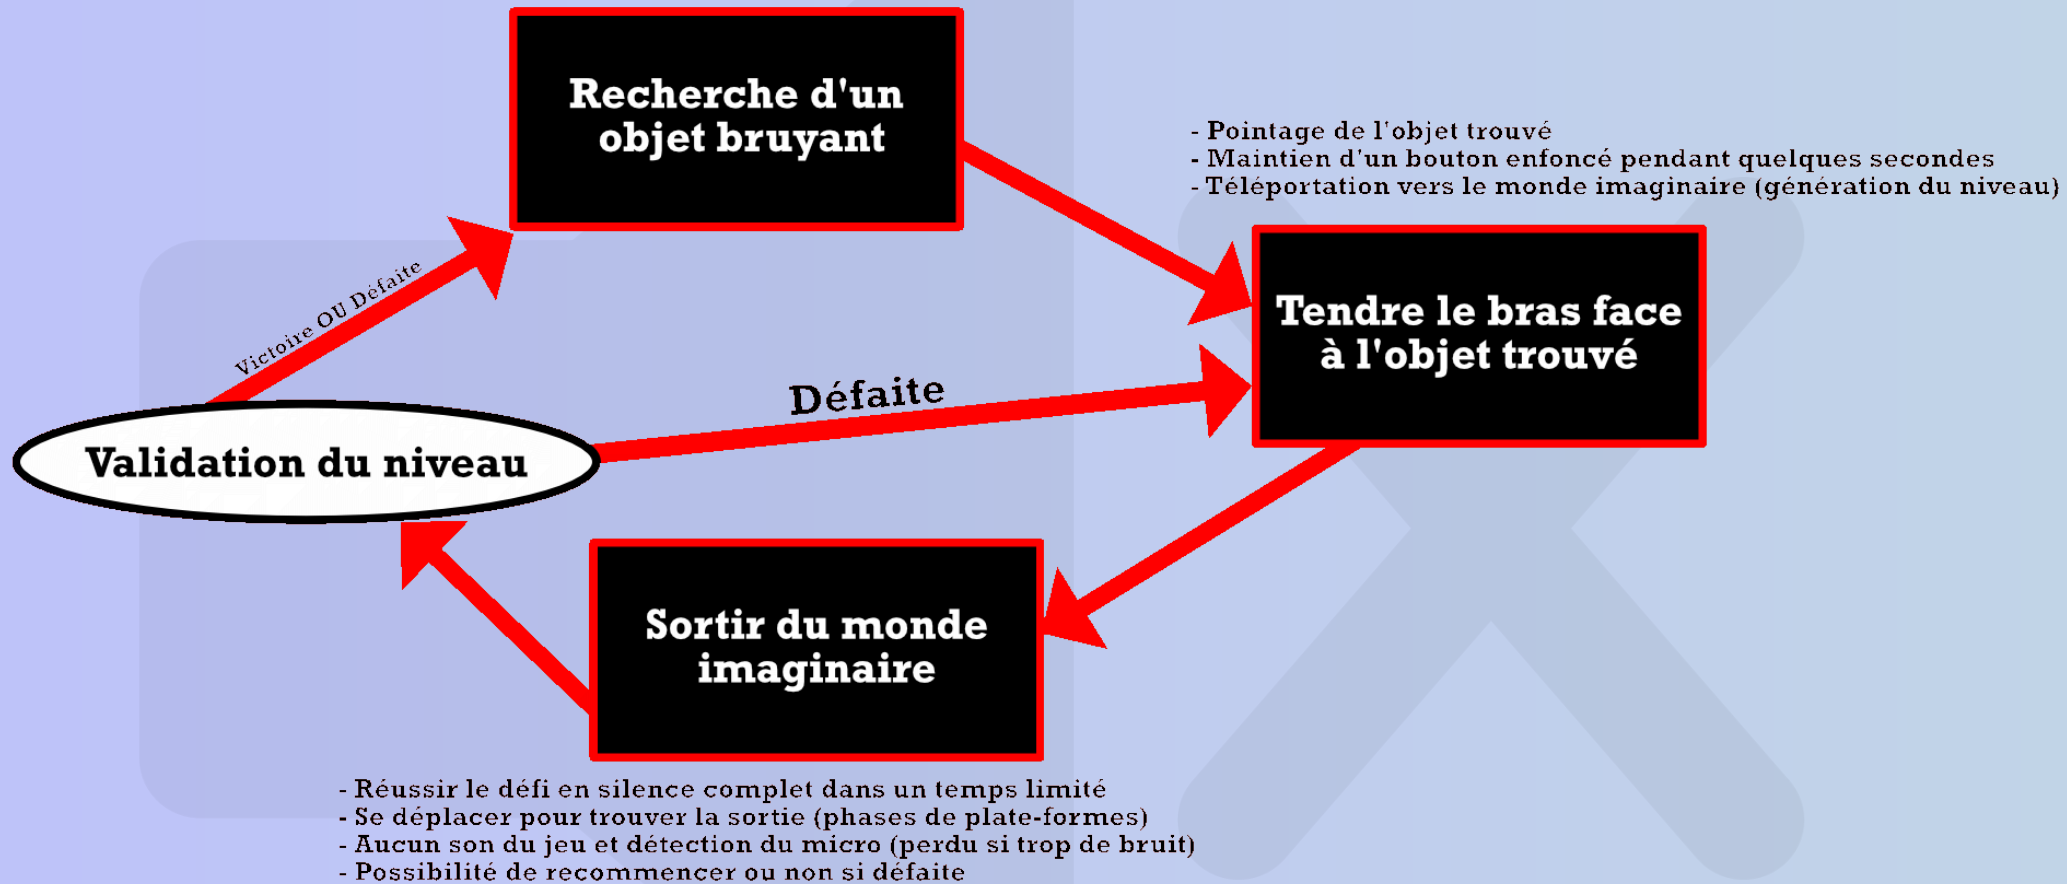 Recherche d'un
objet bruyant
- Pointage de l'objet trouvé
- Maintien d'un bouton enfoncé pendant quelques secondes
- Téléportation vers le monde imaginaire (génération du niveau)
Tendre le bras face
à l'objet trouvé
Victoire OU Défaite
Défaite
Validation du niveau
Sortir du monde
imaginaire
- Réussir le défi en silence complet dans un temps limité
- Se déplacer pour trouver la sortie (phases de plate-formes)
- Aucun son du jeu et détection du micro (perdu si trop de bruit)
- Possibilité de recommencer ou non si défaite